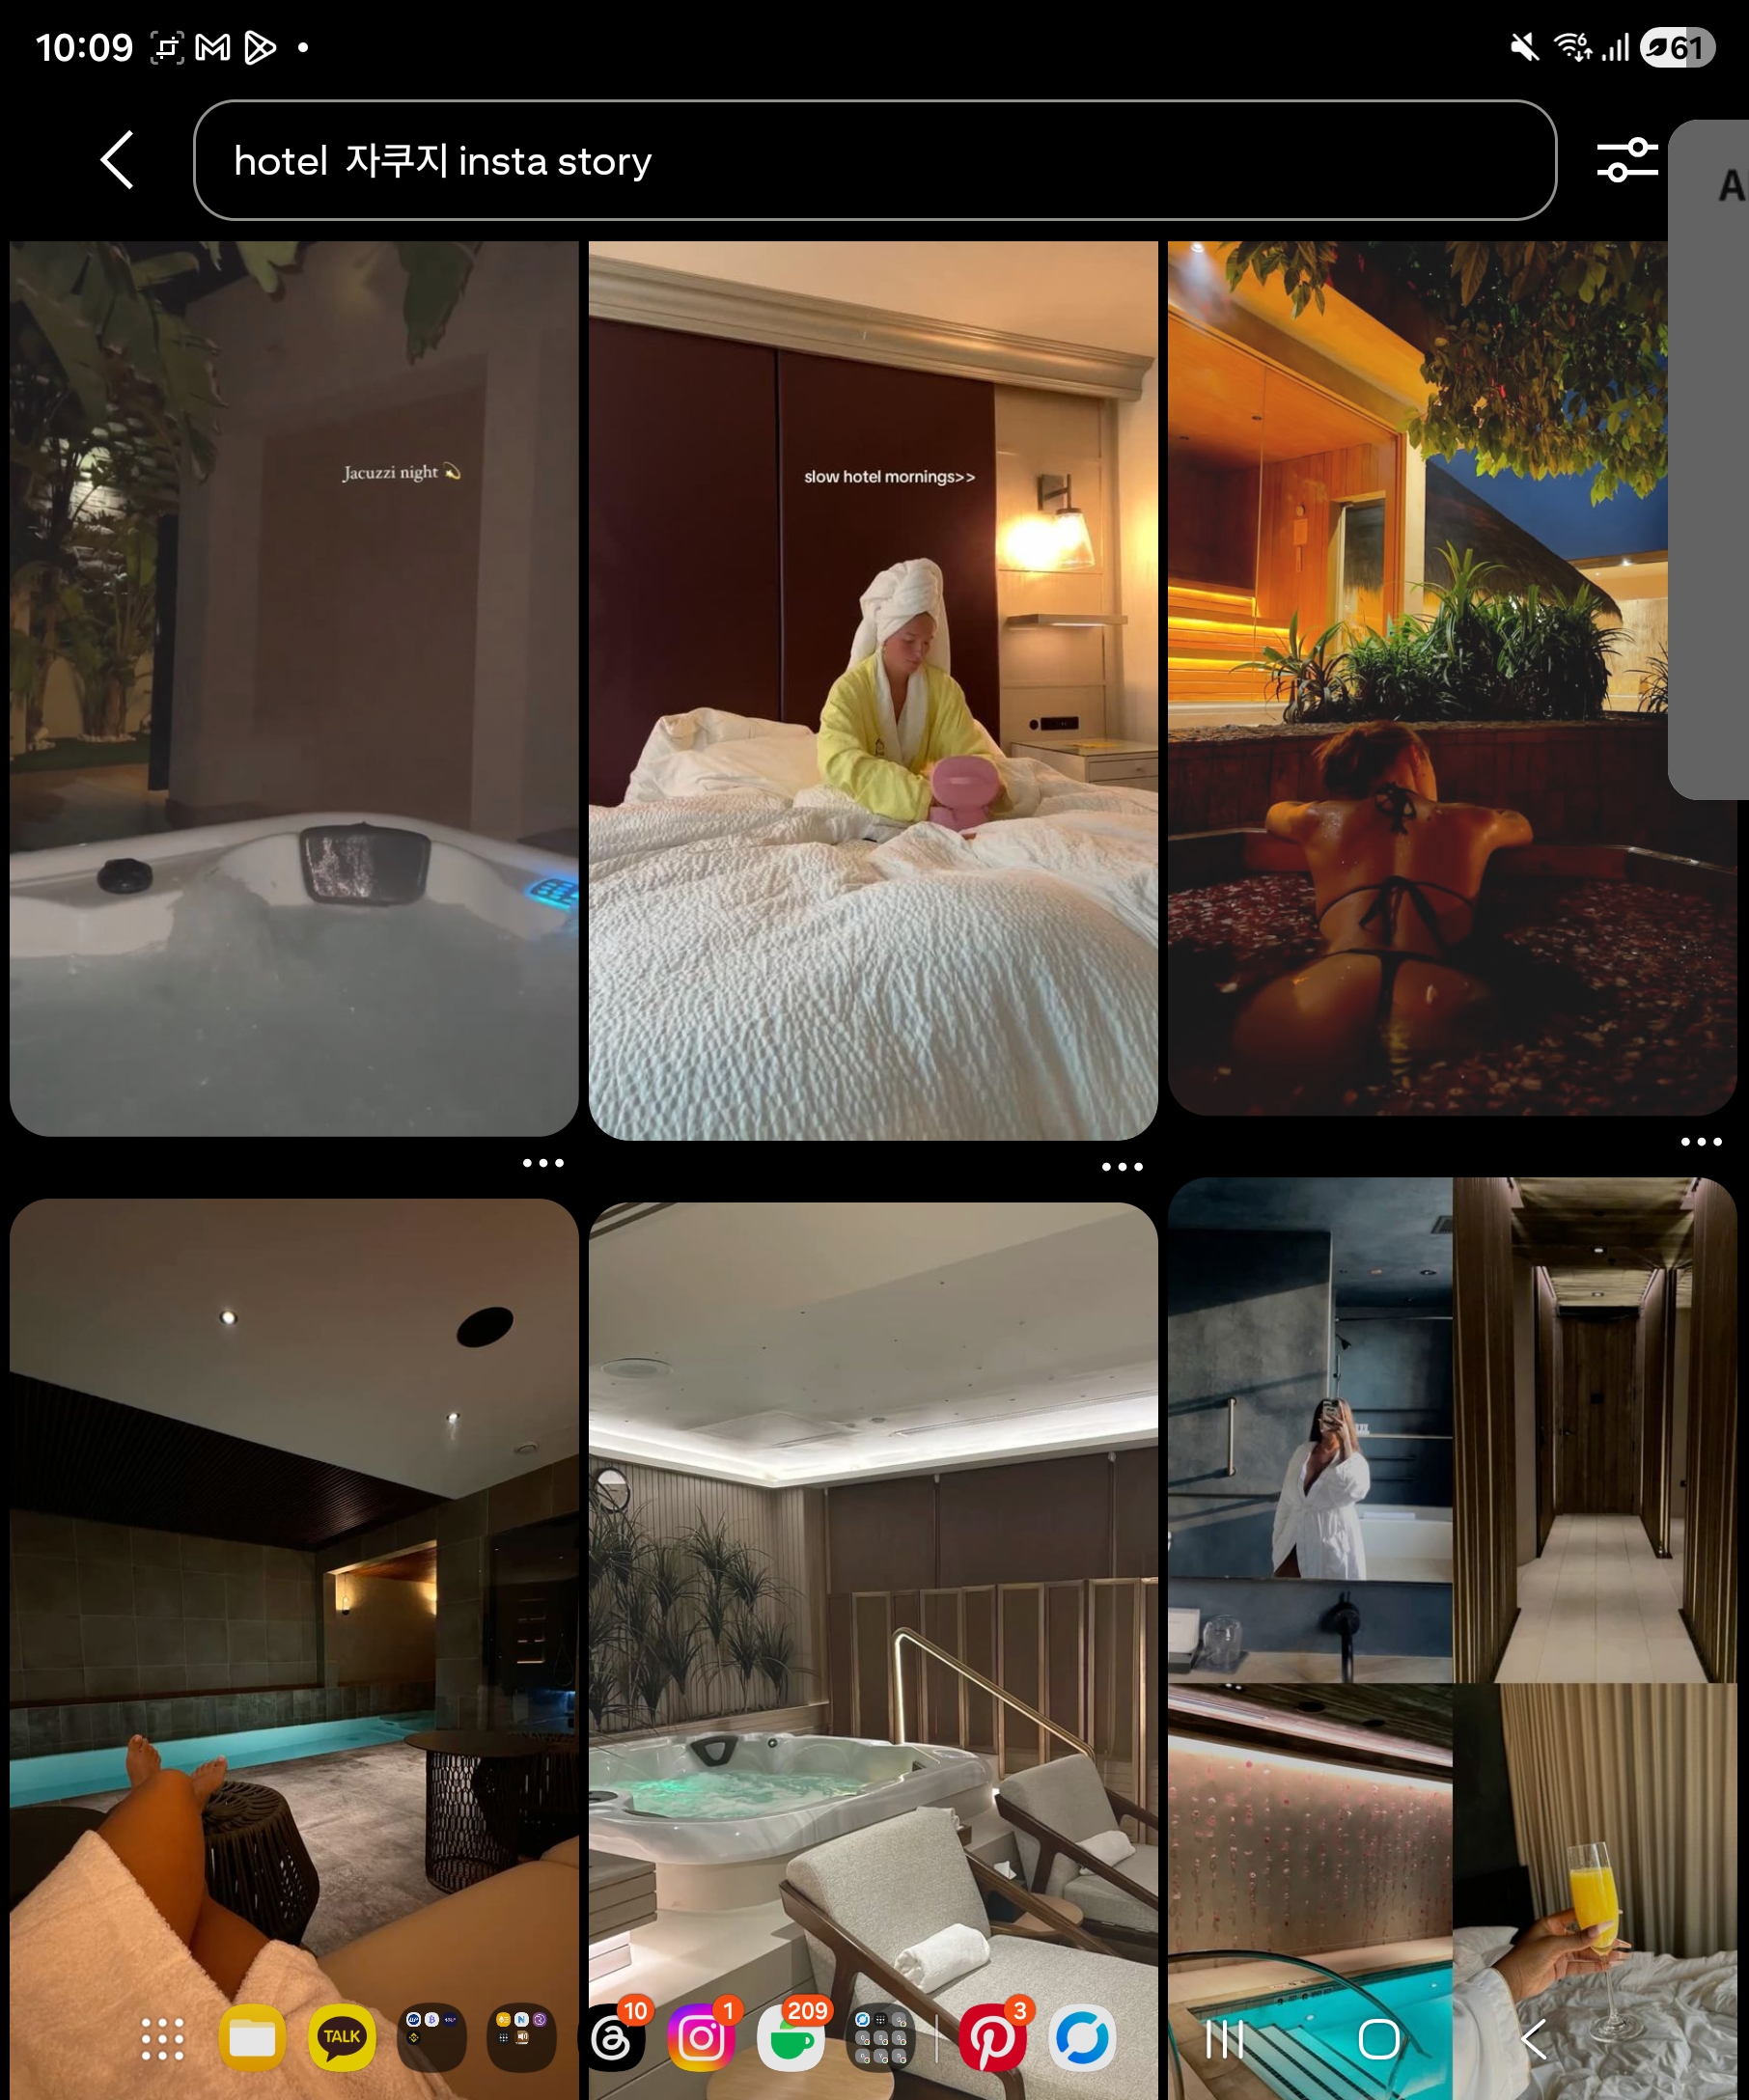 10:09
61
hotel 자쿠지 insta story
A
Jacuzzi night
slow hotel mornings>>
TALK
10
1
209
3